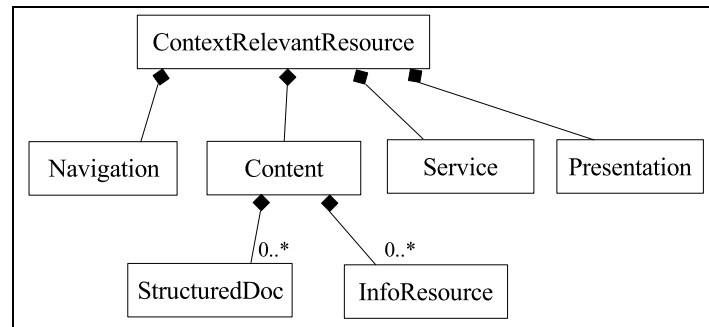 ContextRelevantResource
Navigation
Content
Service
Presentation
0..*
0..*
StructuredDoc
InfoResource